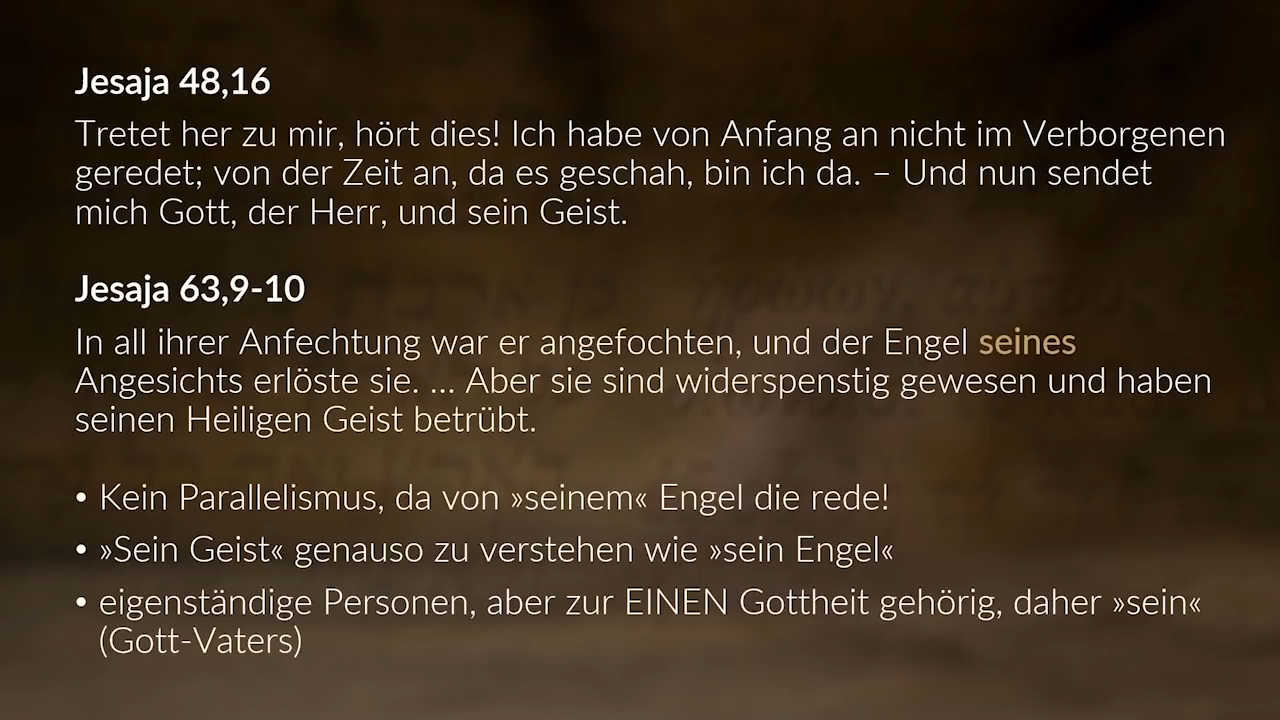 Jesaja 48,16
Tretet her zu mir, hört dies! Ich habe von Anfang an nicht im Verborgenen
geredet; von der Zeit an, da es geschah, bin ich da. – Und nun sendet
mich Gott, der Herr, und sein Geist.
Jesaja 63,9-10
In all ihrer Anfechtung war er angefochten, und der Engel seines
Angesichts erlöste sie. ... Aber sie sind widerspenstig gewesen und haben
seinen Heiligen Geist betrübt.
• Kein Parallelismus, da von »seinem« Engel die rede!
• »Sein Geist« genauso zu verstehen wie »sein Engel«
• eigenständige Personen, aber zur EINEN Gottheit gehörig, daher »sein«
(Gott-Vaters)